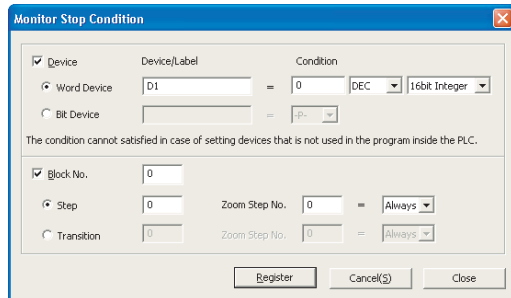 Monitor Stop Condition
Device Device/Label Condition
Word Device D1 = 0 DEC 16bit Integer
Bit Device = -P-
The condition cannot satisfied in case of setting devices that is not used in the program inside the PLC.
Block No. 0
Step 0 Zoom Step No. 0 = Always
Transition 0 Zoom Step No. 0 = Always
Register Cancel(S) Close